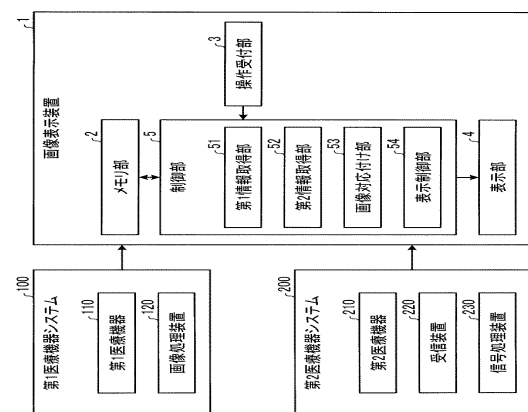 1
画像表示装置
2
メモリ部
5
制御部
3
操作受付部
51
第1情報取得部
52
第2情報取得部
53
画像対応付け部
54
表示制御部
4
表示部
100
第1医療機器システム
110
第1医療機器
120
画像処理装置
200
第2医療機器システム
210
第2医療機器
220
受信装置
230
信号処理装置